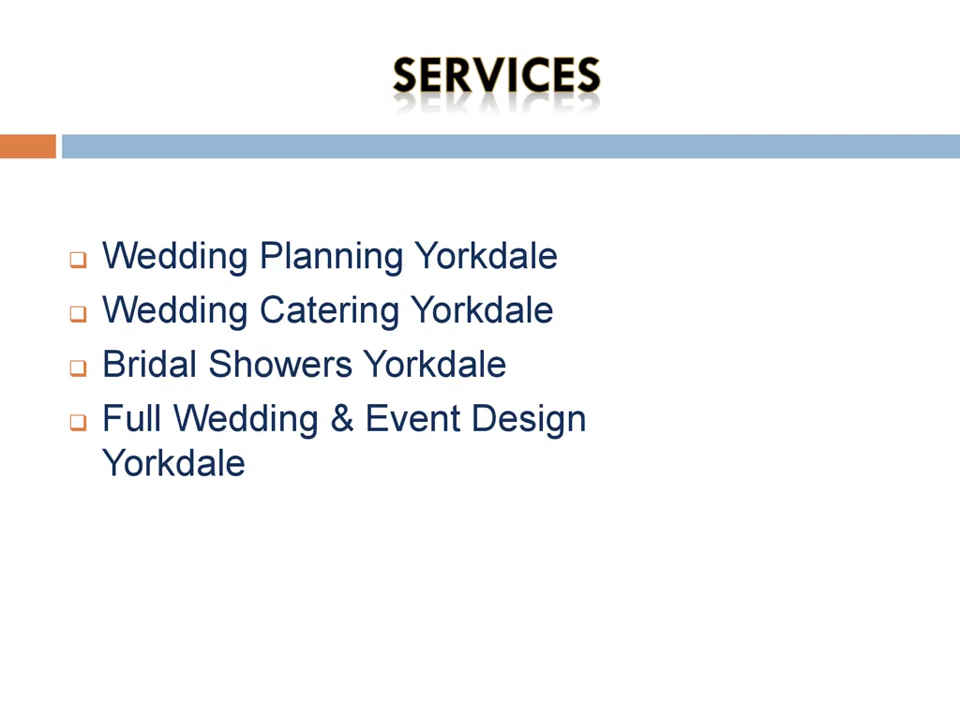 SERVICES
Wedding Planning Yorkdale
Wedding Catering Yorkdale
Bridal Showers Yorkdale
Full Wedding & Event Design
Yorkdale